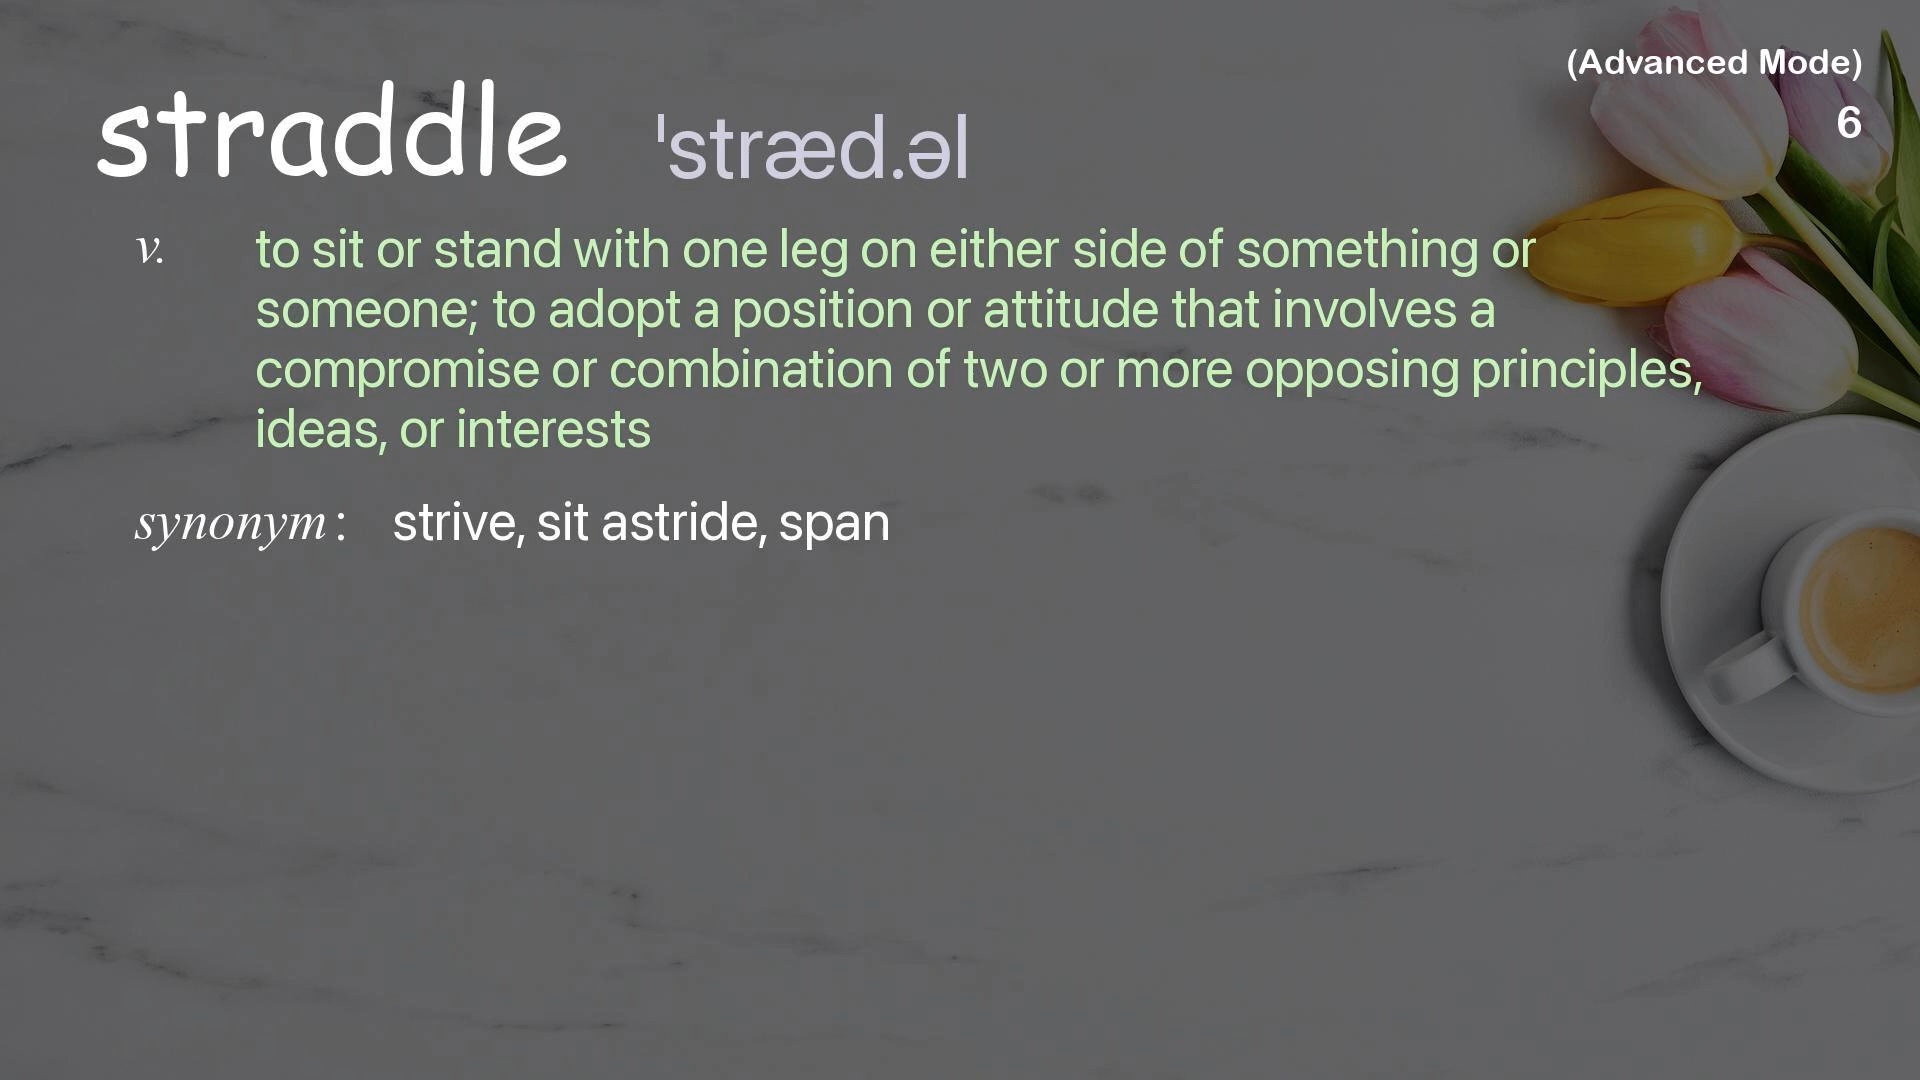 (Advanced Mode)
straddle ˈstræd.əl
6
v. to sit or stand with one leg on either side of something or
someone; to adopt a position or attitude that involves a
compromise or combination of two or more opposing principles,
ideas, or interests
synonym : strive, sit astride, span